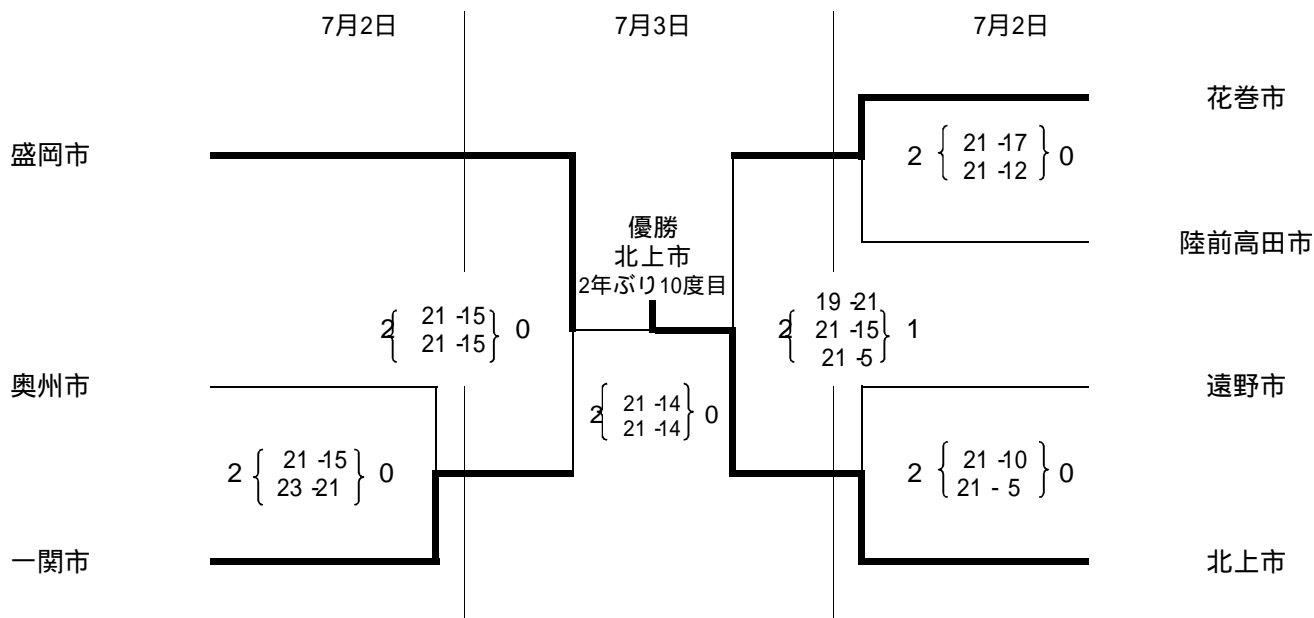 7月2日 7月3日 7月2日
花巻市
盛岡市
2 { 21 -17 } 0
21 -12
優勝
北上市
2年ぶり10度目
陸前高田市
2 { 21 -15 } 0
21 -15
19 -21
2 { 21 -15 } 1
21 -5
奥州市
遠野市
2 { 21 -14 } 0
21 -14
2 { 21 -15 } 0
23 -21
2 { 21 -10 } 0
21 - 5
一関市
北上市